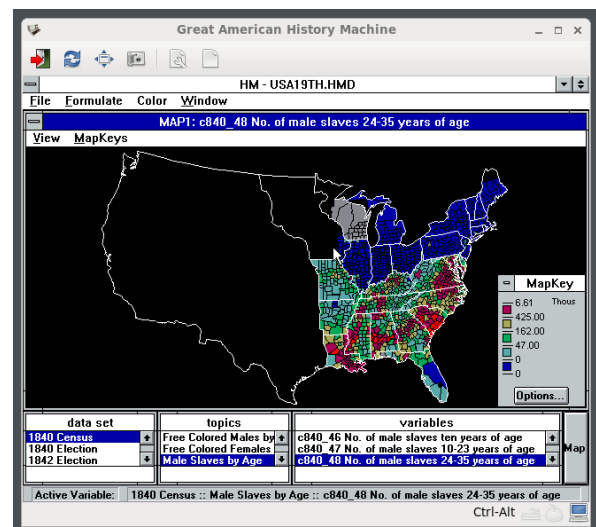 Great American History Machine
HM - USA19TH.HMD
File Formulate Color Window
MAP1: c840_48 No. of male slaves 24-35 years of age
View MapKeys
MapKey
6.61 Thous
425.00
162.00
47.00
0
0
Options...
data set topics variables
1840 Census Free Colored Males by c840_46 No. of male slaves ten years of age
1840 Election Free Colored Females c840_47 No. of male slaves 10-23 years of age
1842 Election Male Slaves by Age c840_48 No. of male slaves 24-35 years of age
Map
Active Variable: 1840 Census :: Male Slaves by Age :: c840_48 No. of male slaves 24-35 years of age
Ctrl-Alt